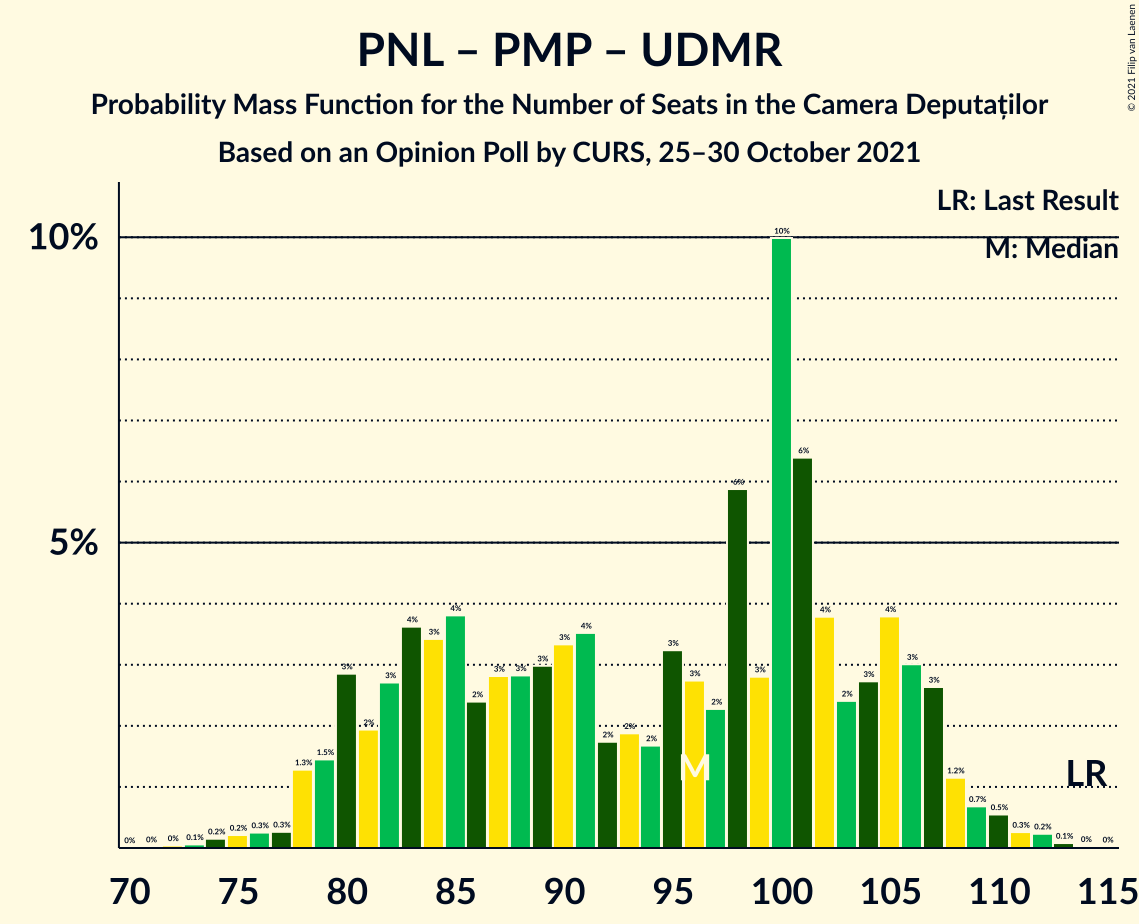 PNL – PMP – UDMR
Probability Mass Function for the Number of Seats in the Camera Deputaților
Based on an Opinion Poll by CURS, 25–30 October 2021
© 2021 Filip van Laenen
LR: Last Result
M: Median
10%
5%
0% 0% 0% 0.1% 0.2% 0.2% 0.3% 0.3% 1.3% 1.5% 3% 2% 3% 4% 3% 4% 2% 3% 3% 3% 3% 4% 2% 2% 2% 3% 3% 2% 6% 3% 10% 6% 4% 2% 3% 4% 3% 3% 1.2% 0.7% 0.5% 0.3% 0.2% 0.1% 0% 0%
M
LR
70 75 80 85 90 95 100 105 110 115